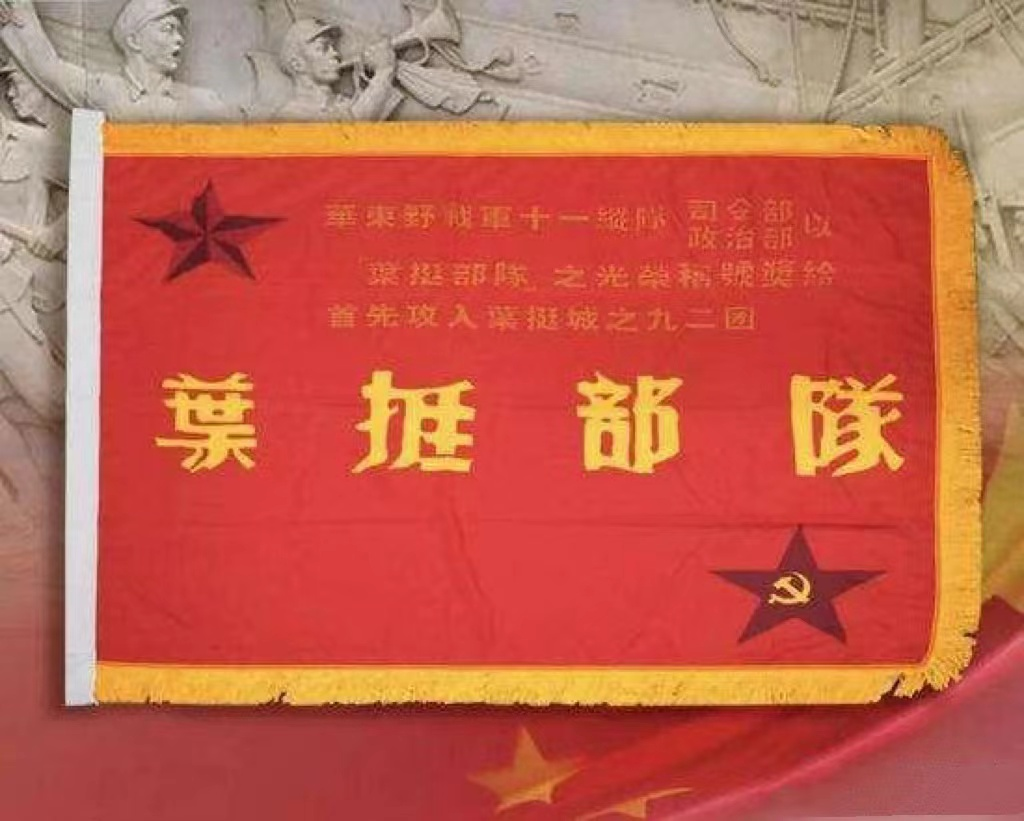 華東野戰軍十一縱隊 司令部 政治部 以
「葉挺部隊」之光榮稱號獎給
首先攻入葉挺城之九二团
葉挺部隊